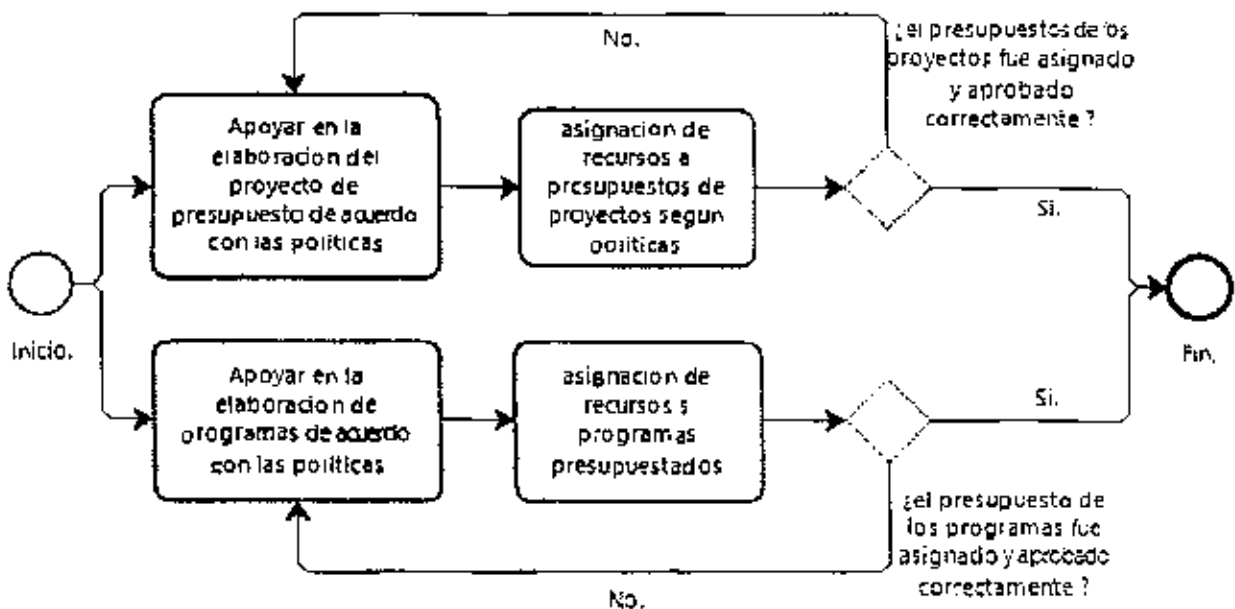 No.
¿el presupuestos de los
proyectos fue asignado
y aprobado
correctamente ?
Apoyar en la
elaboracion del
proyecto de
presupuesto de acuerdo
con las políticas
asignacion de
recursos a
presupuestos de
proyectos segun
políticas
Si.
Inicio.
Fin.
Apoyar en la
elaboracion de
programas de acuerdo
con las políticas
asignacion de
recursos s
programas
presupuestados
Si.
¿el presupuesto de
los programas fue
asignado y aprobado
correctamente ?
No.